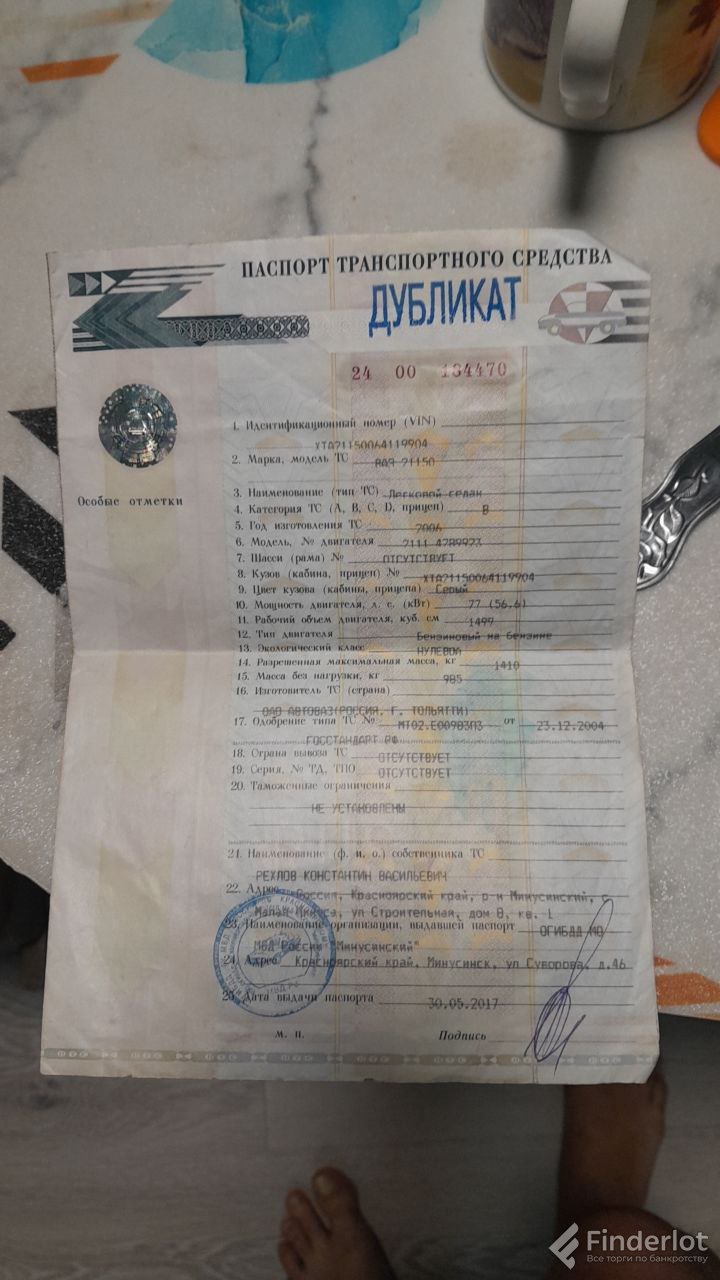 ПАСПОРТ ТРАНСПОРТНОГО СРЕДСТВА
ДУБЛИКАТ
24 00 184470
Особые отметки
1. Идентификационный номер (VIN)
XTA21150064119904
2. Марка, модель ТС ВАЗ 21150
3. Наименование (тип ТС) Легковой седан
4. Категория ТС (A, B, C, D, прицеп) B
5. Год изготовления ТС 2006
6. Модель, № двигателя 2111 4289923
7. Шасси (рама) № ОТСУТСТВУЕТ
8. Кузов (кабина, прицеп) № XTA21150064119904
9. Цвет кузова (кабины, прицепа) Серый
10. Мощность двигателя, л. с. (кВт) 77 (56.6)
11. Рабочий объем двигателя, куб. см 1499
12. Тип двигателя Бензиновый на бензине
13. Экологический класс НУЛЕВОЙ
14. Разрешенная максимальная масса, кг 1410
15. Масса без нагрузки, кг 985
16. Изготовитель ТС (страна)
ОАО АВТОВАЗ(РОССИЯ, Г. ТОЛЬЯТТИ)
17. Одобрение типа ТС № МТ02.Е00983П3 от 23.12.2004
ГОССТАНДАРТ РФ
18. Страна вывоза ТС ОТСУТСТВУЕТ
19. Серия, № ТД, ТПО ОТСУТСТВУЕТ
20. Таможенные ограничения
НЕ УСТАНОВЛЕНЫ
21. Наименование (ф. и. о.) собственника ТС
РЕХЛОВ КОНСТАНТИН ВАСИЛЬЕВИЧ
22. Адрес Россия, Красноярский край, р-н Минусинский, с.
Малая Иниса, ул Строительная, дом 8, кв. 1
23. Наименование организации, выдавшей паспорт ОГИБДД МО
МВД России "Минусинский"
24. Адрес Красноярский край, Минусинск, ул Суворова, д.46
25. Дата выдачи паспорта 30.05.2017
М. П. Подпись
Finderlot
Все торги по банкротству